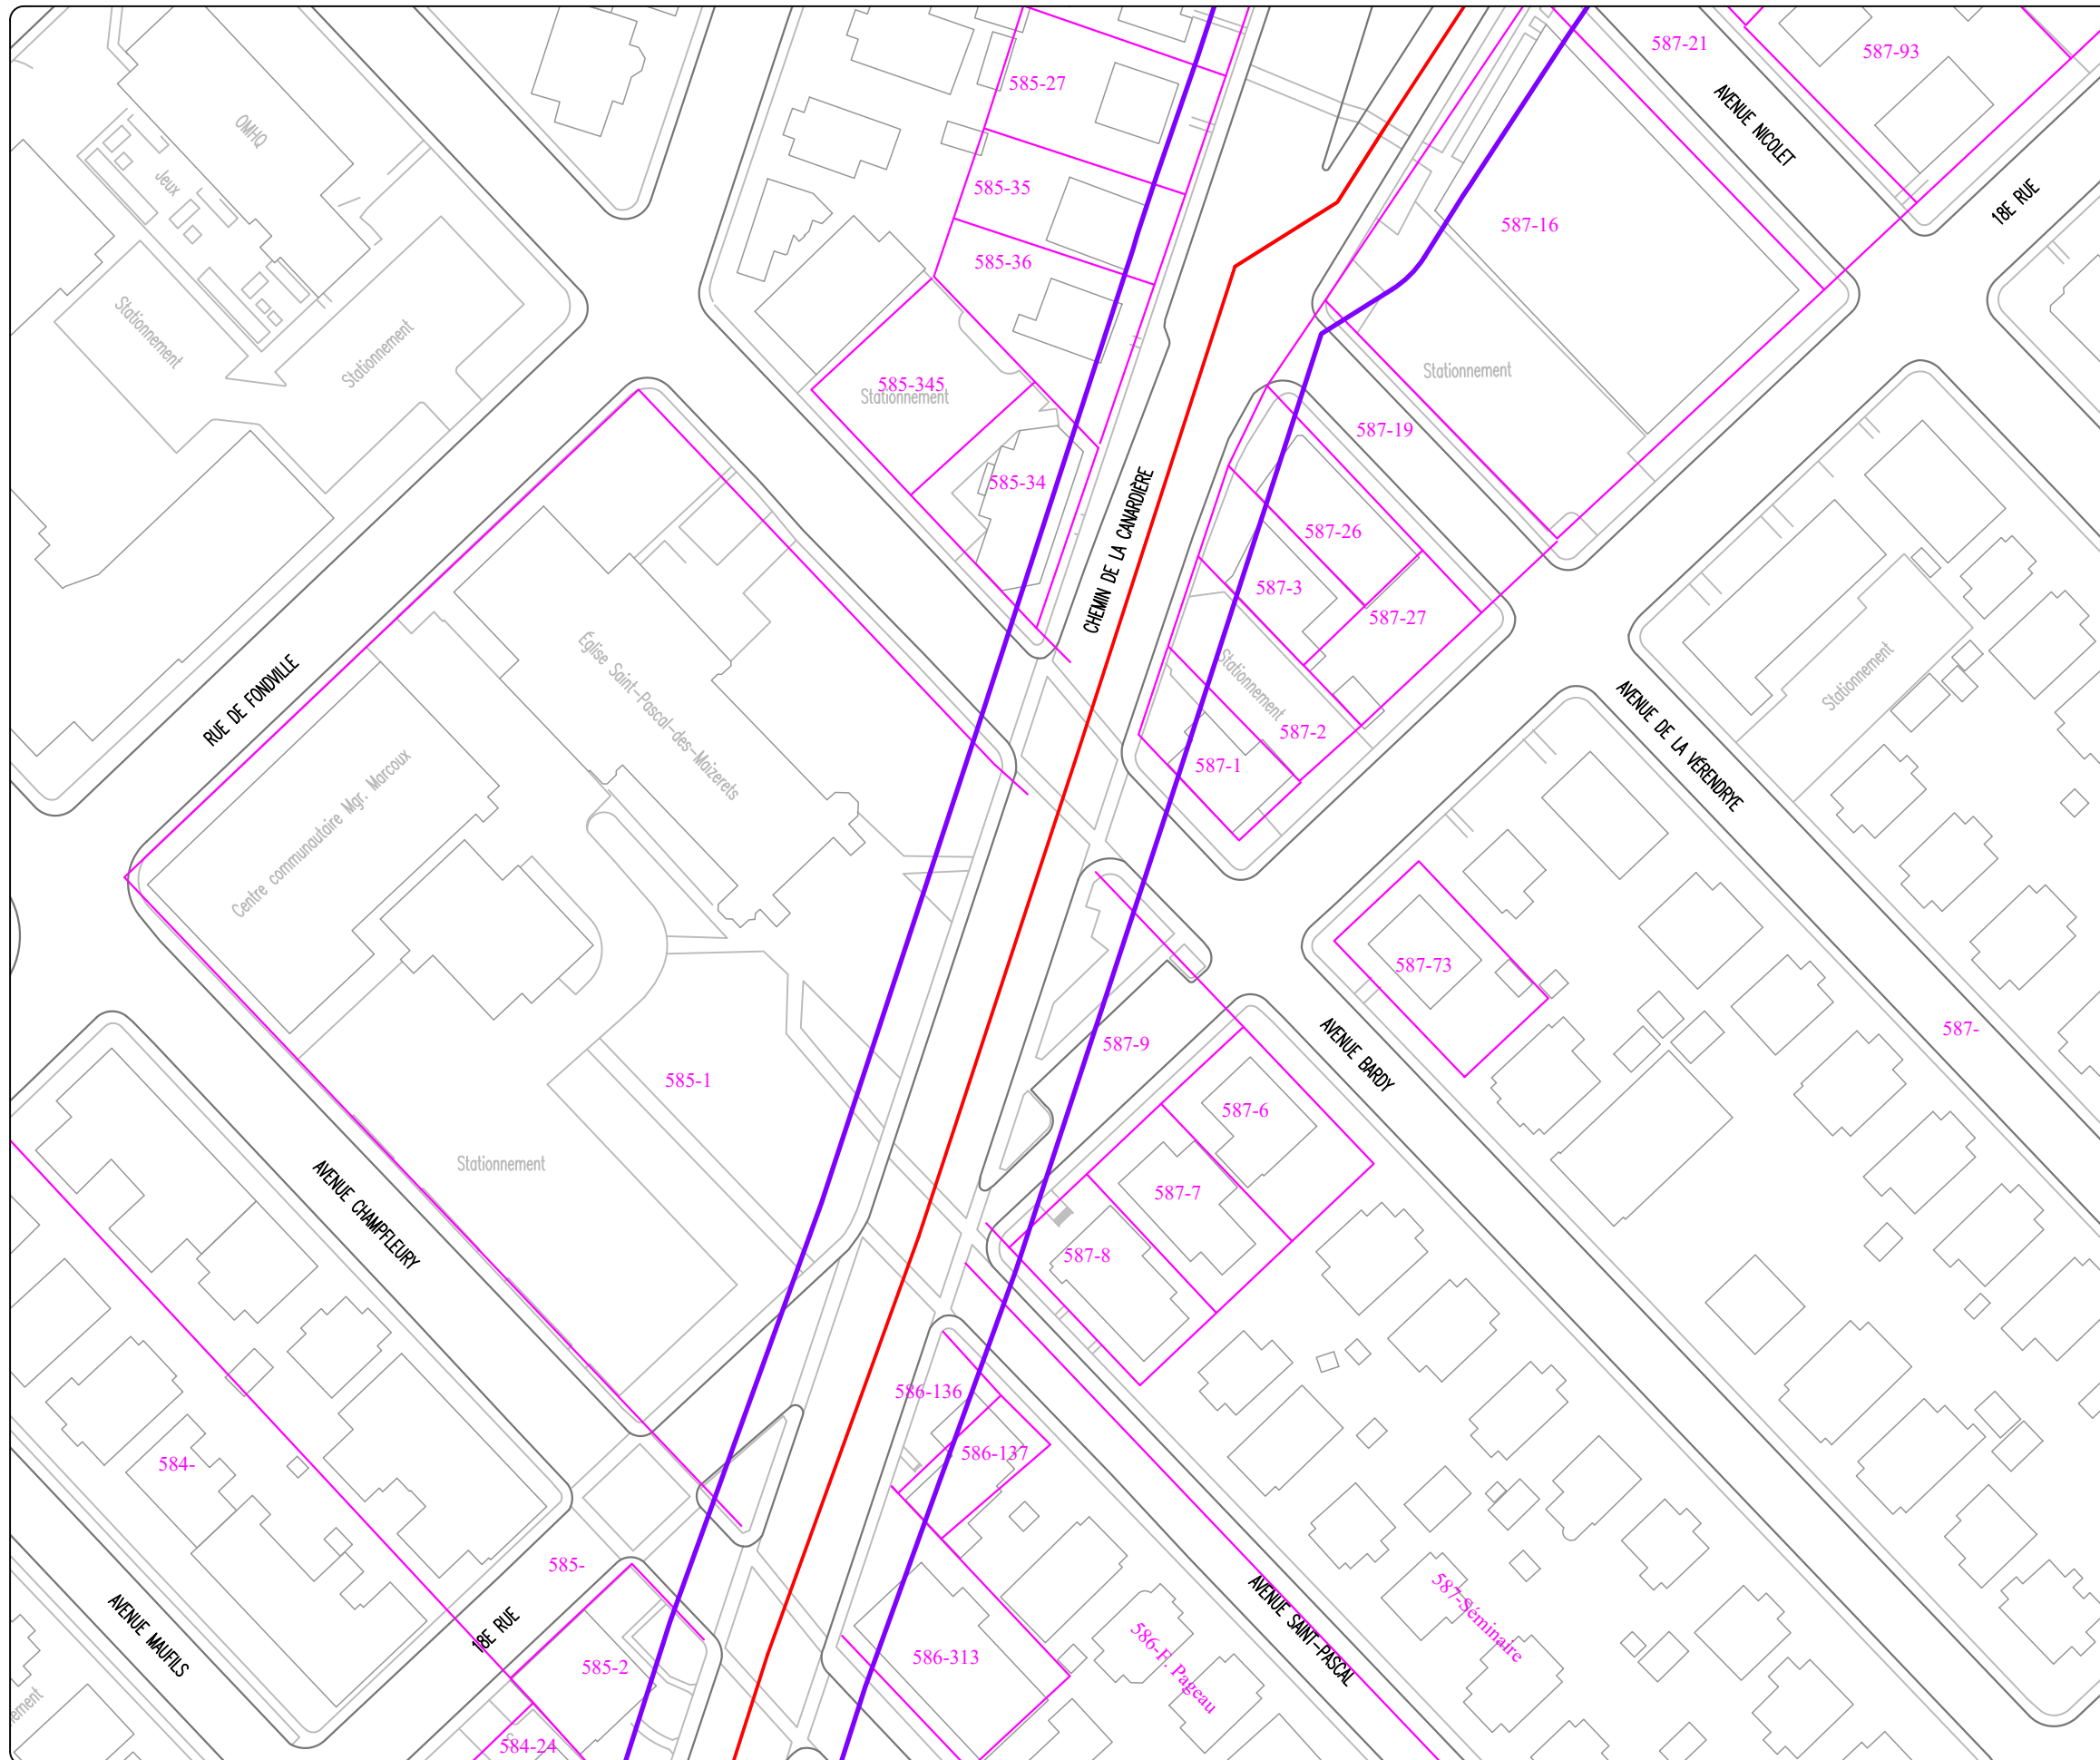 587-21
587-93
585-27
AVENUE NICOLET
OMHQ
Jeux
585-35
18E RUE
587-16
585-36
Stationnement
Stationnement
Stationnement
585-345
Stationnement
587-19
585-34
CHEMIN DE LA CANARDIÈRE
587-26
587-3
587-27
Église Saint-Pascal-des-Maizerets
RUE DE FONDVILLE
Stationnement
Stationnement
587-2
587-1
AVENUE DE LA VÉRENDRYE
Centre communautaire Mgr. Marcoux
587-73
587-
587-9
AVENUE BARDY
585-1
587-6
Stationnement
587-7
AVENUE CHAMPFLEURY
587-8
586-136
586-137
584-
585-
587-Séminaire
AVENUE SAINT-PASCAL
AVENUE MAUFILS
18E RUE
585-2
586-313
586-F. Pageau
ement
584-24